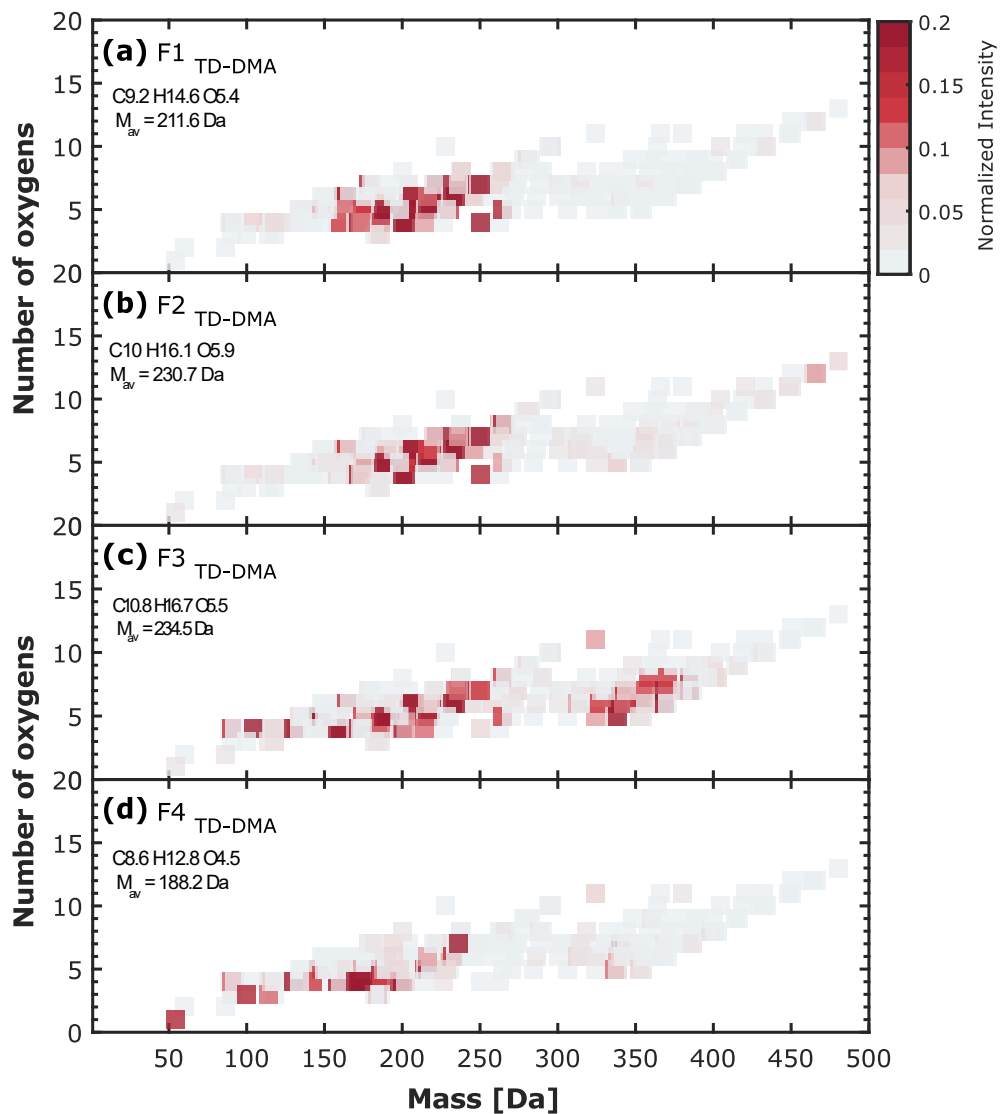 20
15
10
5
20
(a) F1 TD-DMA
C9.2 H14.6 O5.4
Mav = 211.6 Da
0.2
0.15
0.1
0.05
0
Normalized Intensity
Number of oxygens
15
10
5
20
(b) F2 TD-DMA
C10 H16.1 O5.9
Mav = 230.7 Da
15
10
5
20
(c) F3 TD-DMA
C10.8 H16.7 O5.5
Mav = 234.5 Da
Number of oxygens
15
10
5
0
(d) F4 TD-DMA
C8.6 H12.8 O4.5
Mav = 188.2 Da
50 100 150 200 250 300 350 400 450 500
Mass [Da]